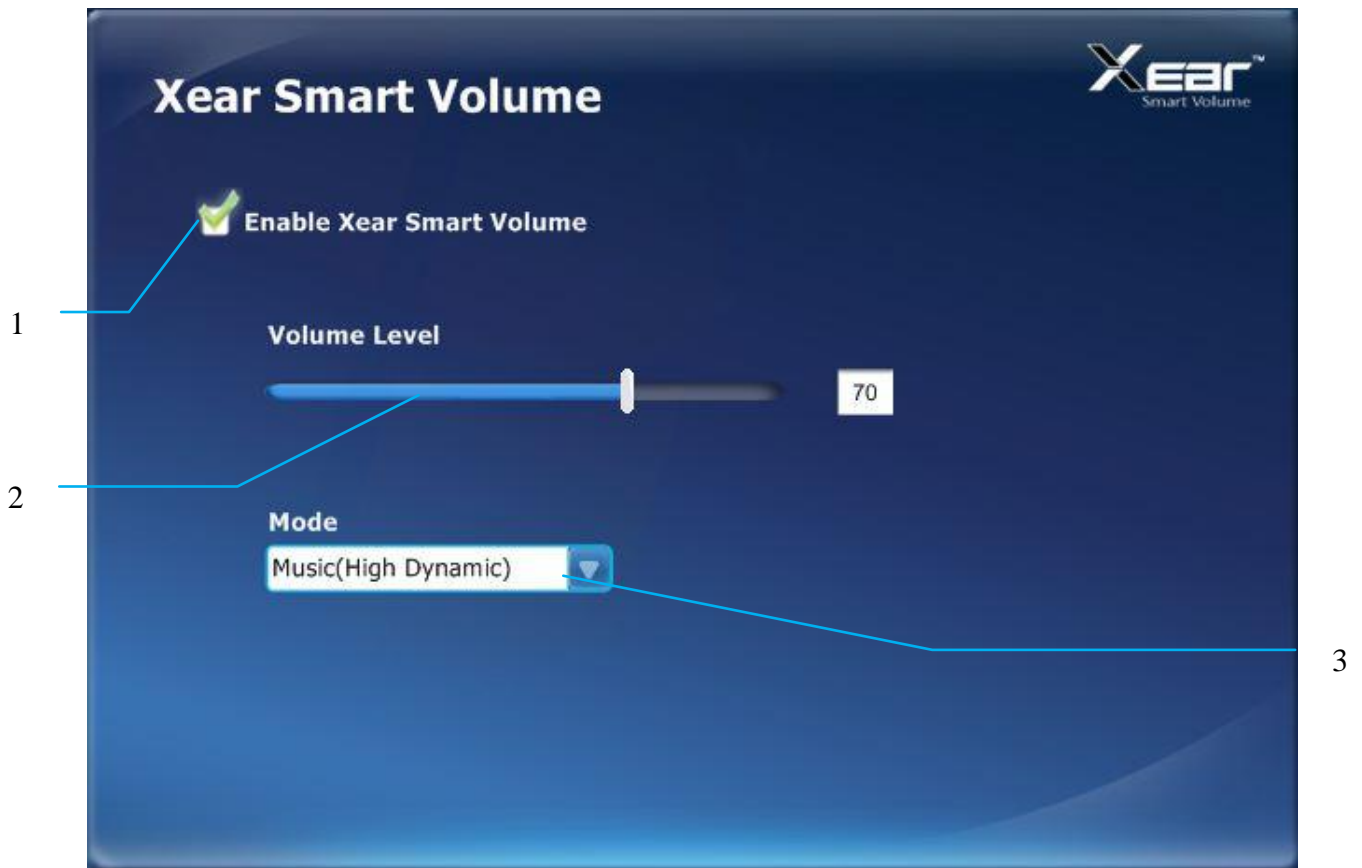 Xear Smart Volume
Xear™
Smart Volume
Enable Xear Smart Volume
1
Volume Level
70
2
Mode
Music(High Dynamic)
3